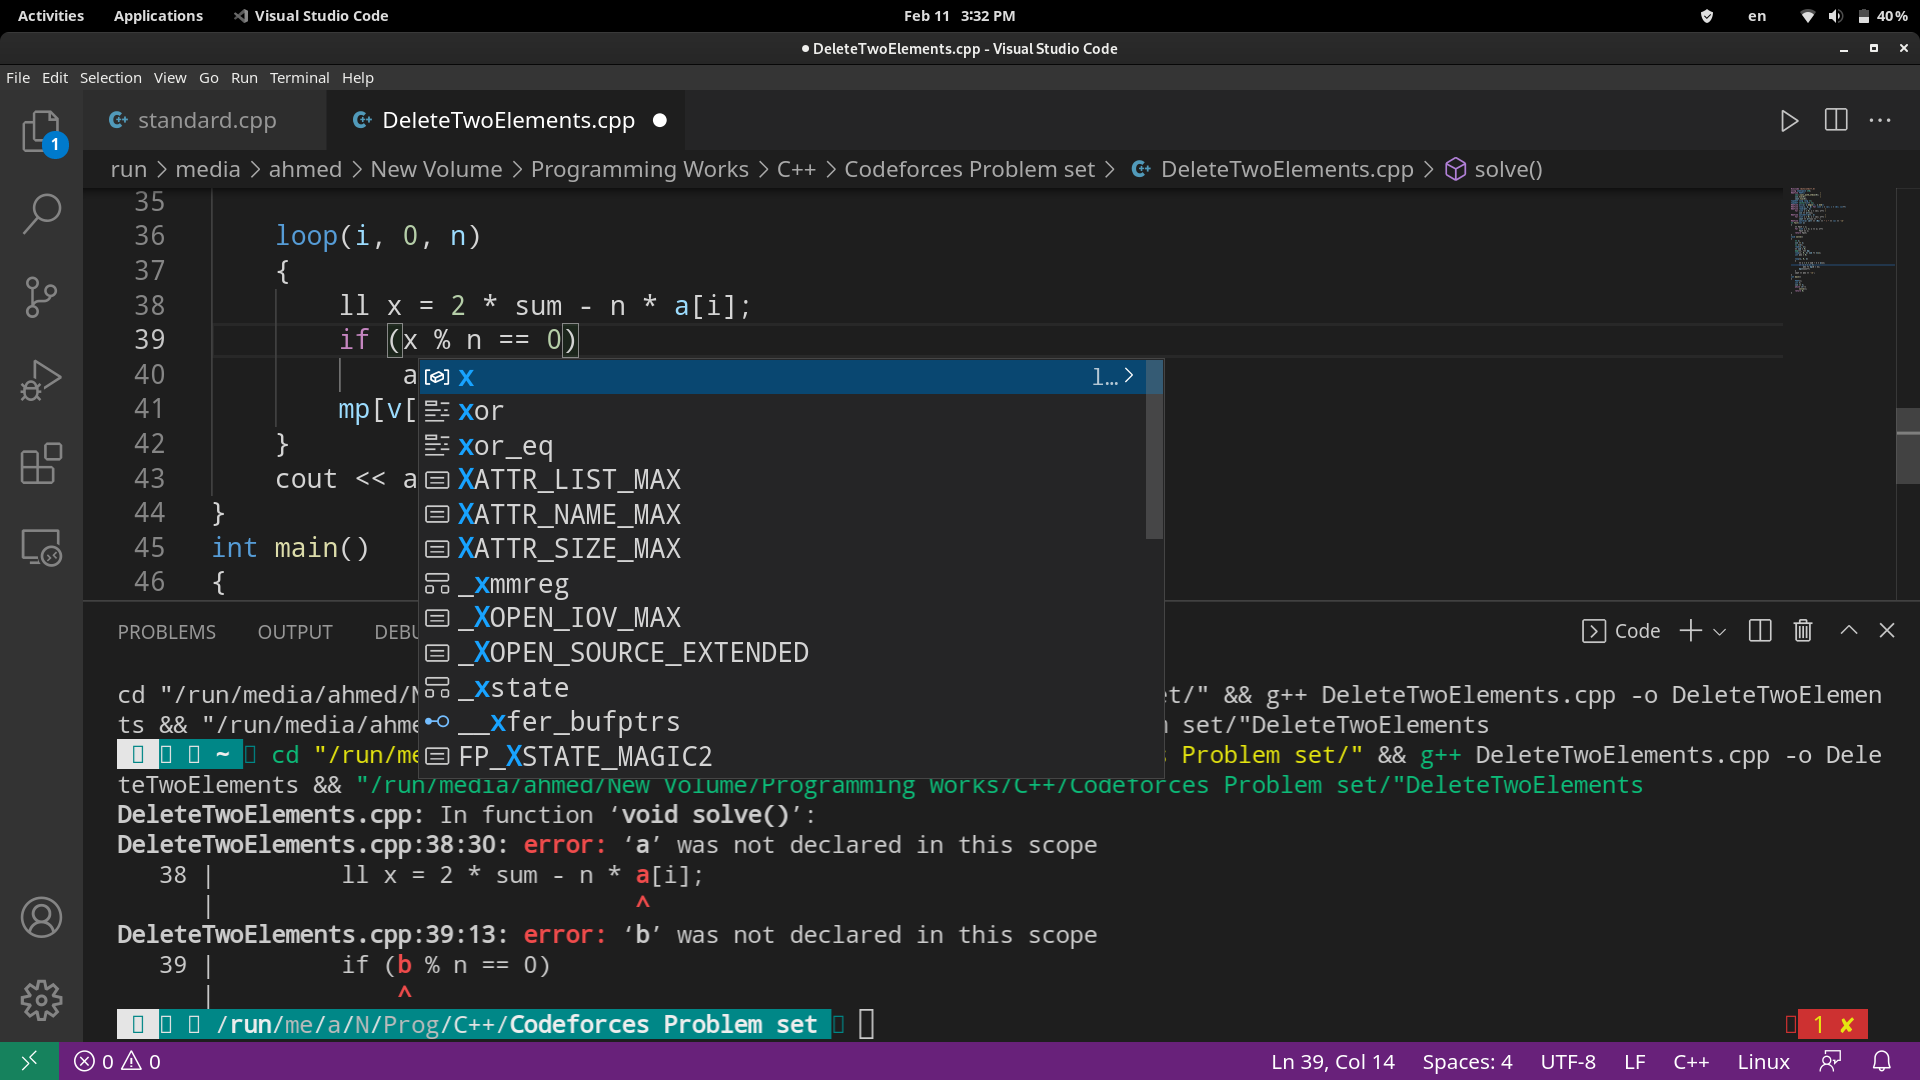 Activities Applications Visual Studio Code Feb 11 3:32 PM en 40%
● DeleteTwoElements.cpp - Visual Studio Code
File Edit Selection View Go Run Terminal Help
1
standard.cpp DeleteTwoElements.cpp
run > media > ahmed > New Volume > Programming Works > C++ > Codeforces Problem set > DeleteTwoElements.cpp > solve()
35
36 loop(i, 0, n)
37 {
38 ll x = 2 * sum - n * a[i];
39 if (x % n == 0)
40 a
41 mp[v[
42 }
43 cout << a
44 }
45 int main()
46 {
x l…
xor
xor_eq
XATTR_LIST_MAX
XATTR_NAME_MAX
XATTR_SIZE_MAX
_xmmreg
_XOPEN_IOV_MAX
_XOPEN_SOURCE_EXTENDED
_xstate
__xfer_bufptrs
FP_XSTATE_MAGIC2
PROBLEMS OUTPUT DEBU Code
cd "/run/media/ahmed/N et/" && g++ DeleteTwoElements.cpp -o DeleteTwoElemen
ts && "/run/media/ahme set/"DeleteTwoElements
~ cd "/run/me Problem set/" && g++ DeleteTwoElements.cpp -o Dele
teTwoElements && "/run/media/ahmed/New Volume/Programming Works/C++/Codeforces Problem set/"DeleteTwoElements
DeleteTwoElements.cpp: In function ‘void solve()’:
DeleteTwoElements.cpp:38:30: error: ‘a’ was not declared in this scope
38 | ll x = 2 * sum - n * a[i];
| ^
DeleteTwoElements.cpp:39:13: error: ‘b’ was not declared in this scope
39 | if (b % n == 0)
| ^
/run/me/a/N/Prog/C++/Codeforces Problem set 1 ✘
0 0 Ln 39, Col 14 Spaces: 4 UTF-8 LF C++ Linux